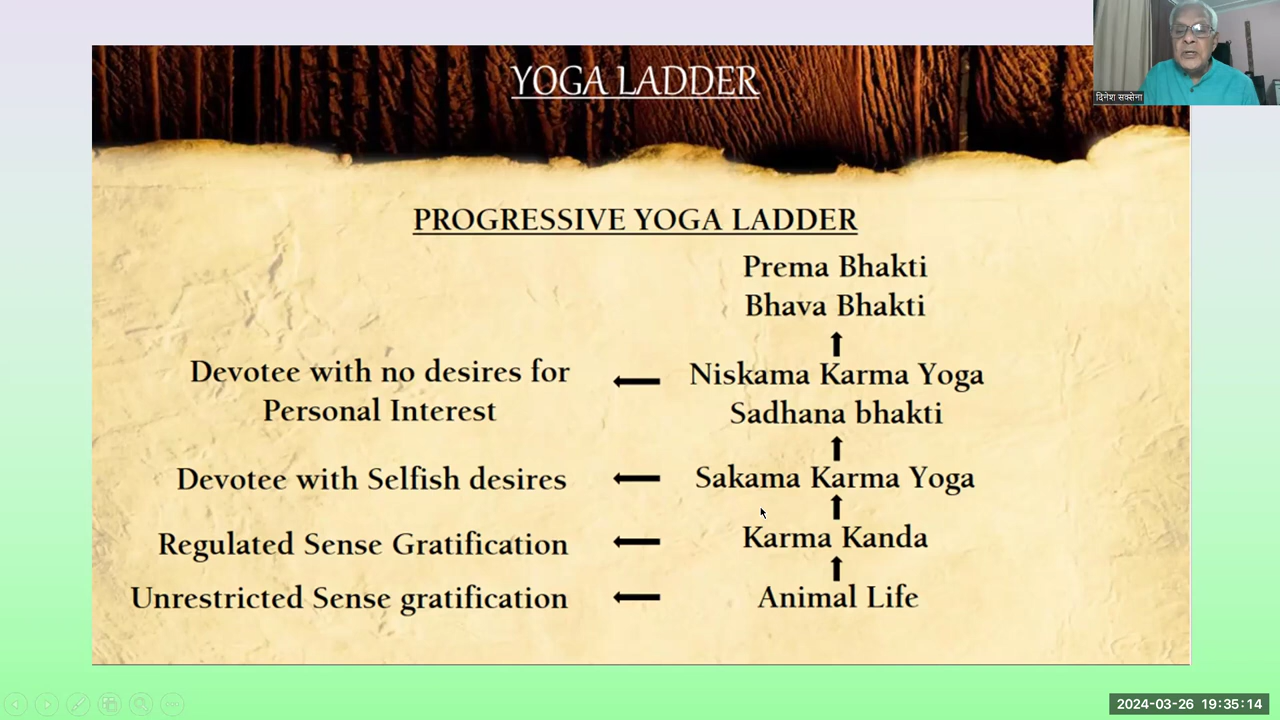 YOGA LADDER
दिनेश सक्सेना
PROGRESSIVE YOGA LADDER
Prema Bhakti
Bhava Bhakti
Devotee with no desires for
Personal Interest
Niskama Karma Yoga
Sadhana bhakti
Devotee with Selfish desires
Sakama Karma Yoga
Regulated Sense Gratification
Karma Kanda
Unrestricted Sense gratification
Animal Life
2024-03-26 19:35:14